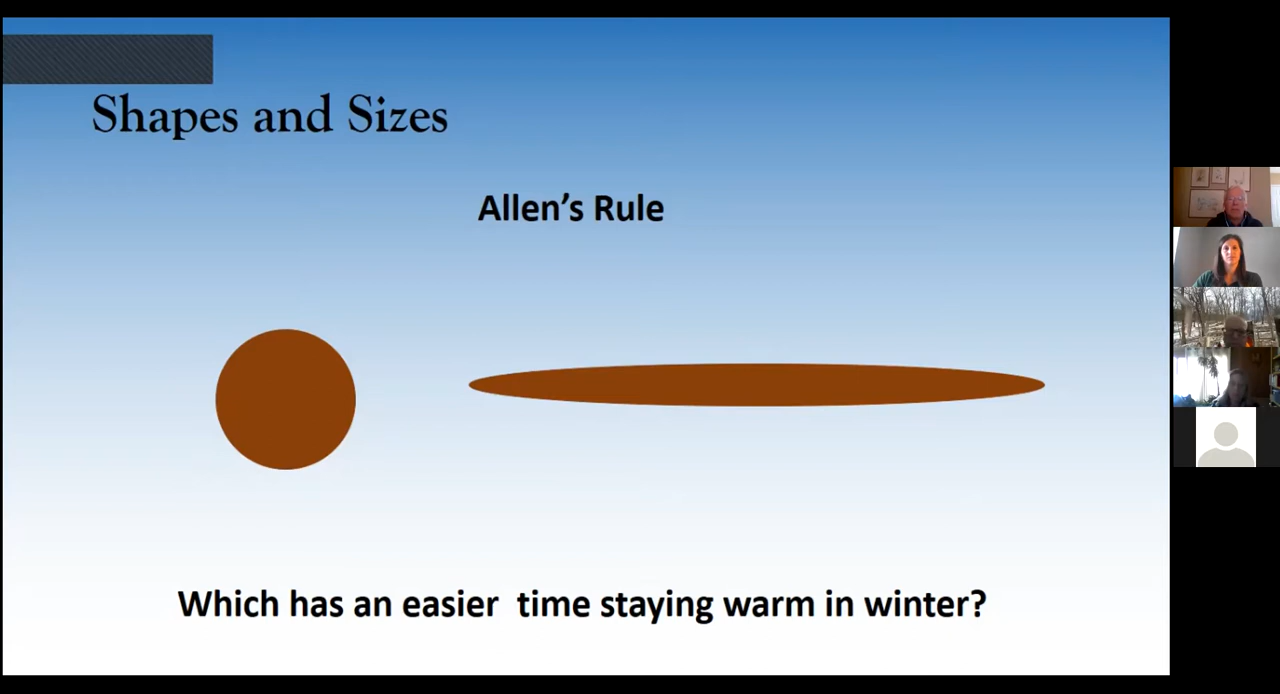 Shapes and Sizes
Allen’s Rule
Which has an easier  time staying warm in winter?